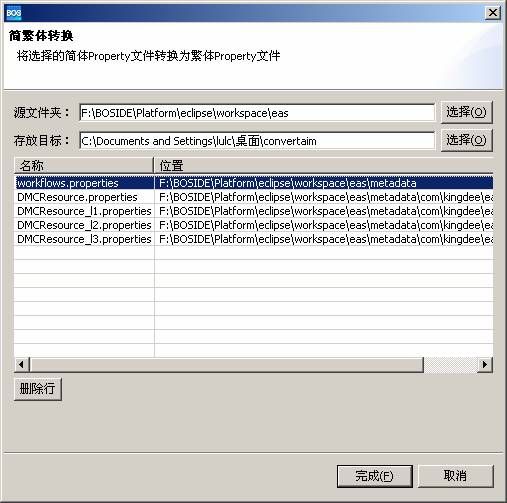 BOS
简繁体转换
将选择的简体Property文件转换为繁体Property文件
源文件夹： F:\BOSIDE\Platform\eclipse\workspace\eas 选择(O)
存放目标： C:\Documents and Settings\lulc\桌面\convertaim 选择(O)
名称 位置
workflows.properties F:\BOSIDE\Platform\eclipse\workspace\eas\metadata
DMCResource.properties F:\BOSIDE\Platform\eclipse\workspace\eas\metadata\com\kingdee\ea
DMCResource_l1.properties F:\BOSIDE\Platform\eclipse\workspace\eas\metadata\com\kingdee\ea
DMCResource_l2.properties F:\BOSIDE\Platform\eclipse\workspace\eas\metadata\com\kingdee\ea
DMCResource_l3.properties F:\BOSIDE\Platform\eclipse\workspace\eas\metadata\com\kingdee\ea
删除行
完成(F) 取消